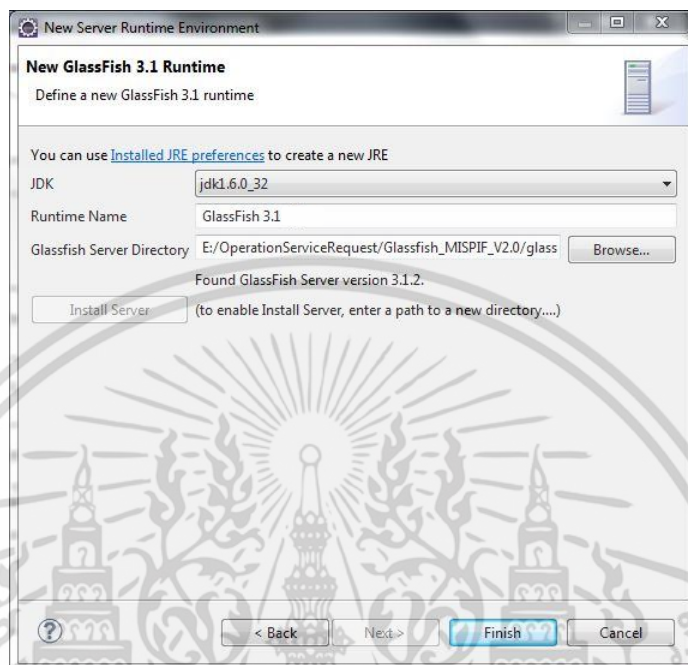 New Server Runtime Environment
New GlassFish 3.1 Runtime
Define a new GlassFish 3.1 runtime
You can use Installed JRE preferences to create a new JRE
JDK jdk1.6.0_32
Runtime Name GlassFish 3.1
Glassfish Server Directory E:/OperationServiceRequest/Glassfish_MISPIF_V2.0/glass Browse...
Found GlassFish Server version 3.1.2.
Install Server (to enable Install Server, enter a path to a new directory....)
? < Back Next > Finish Cancel